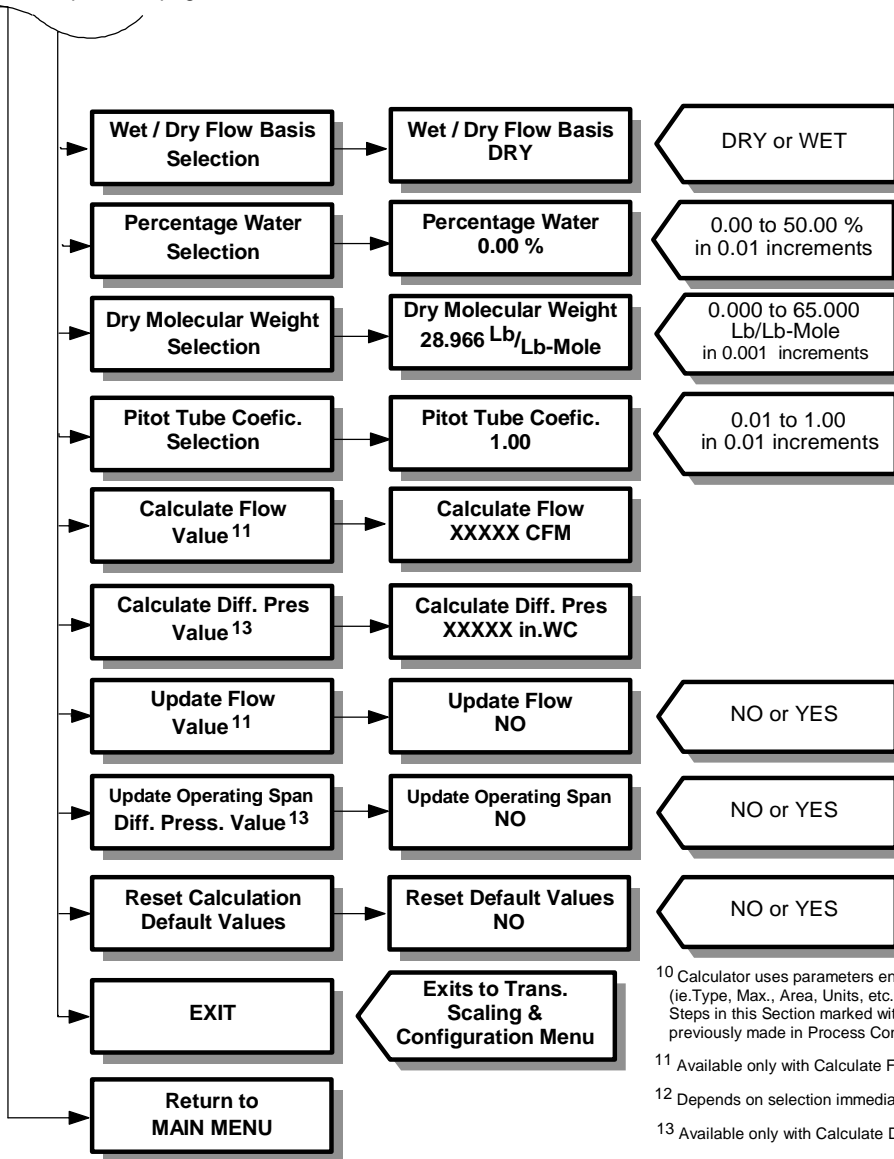 Wet / Dry Flow Basis
Selection
Wet / Dry Flow Basis
DRY
DRY or WET
Percentage Water
Selection
Percentage Water
0.00 %
0.00 to 50.00 %
in 0.01 increments
Dry Molecular Weight
Selection
Dry Molecular Weight
28.966 Lb/Lb-Mole
0.000 to 65.000
Lb/Lb-Mole
in 0.001 increments
Pitot Tube Coefic.
Selection
Pitot Tube Coefic.
1.00
0.01 to 1.00
in 0.01 increments
Calculate Flow
Value 11
Calculate Flow
XXXXX CFM
Calculate Diff. Pres
Value 13
Calculate Diff. Pres
XXXXX in.WC
Update Flow
Value 11
Update Flow
NO
NO or YES
Update Operating Span
Diff. Press. Value 13
Update Operating Span
NO
NO or YES
Reset Calculation
Default Values
Reset Default Values
NO
NO or YES
EXIT
Exits to Trans.
Scaling &
Configuration Menu
Return to
MAIN MENU
10 Calculator uses parameters
(ie.Type, Max., Area, Units, etc.
Steps in this Section marked
previously made in Process
11 Available only with Calculate
12 Depends on selection
13 Available only with Calculate